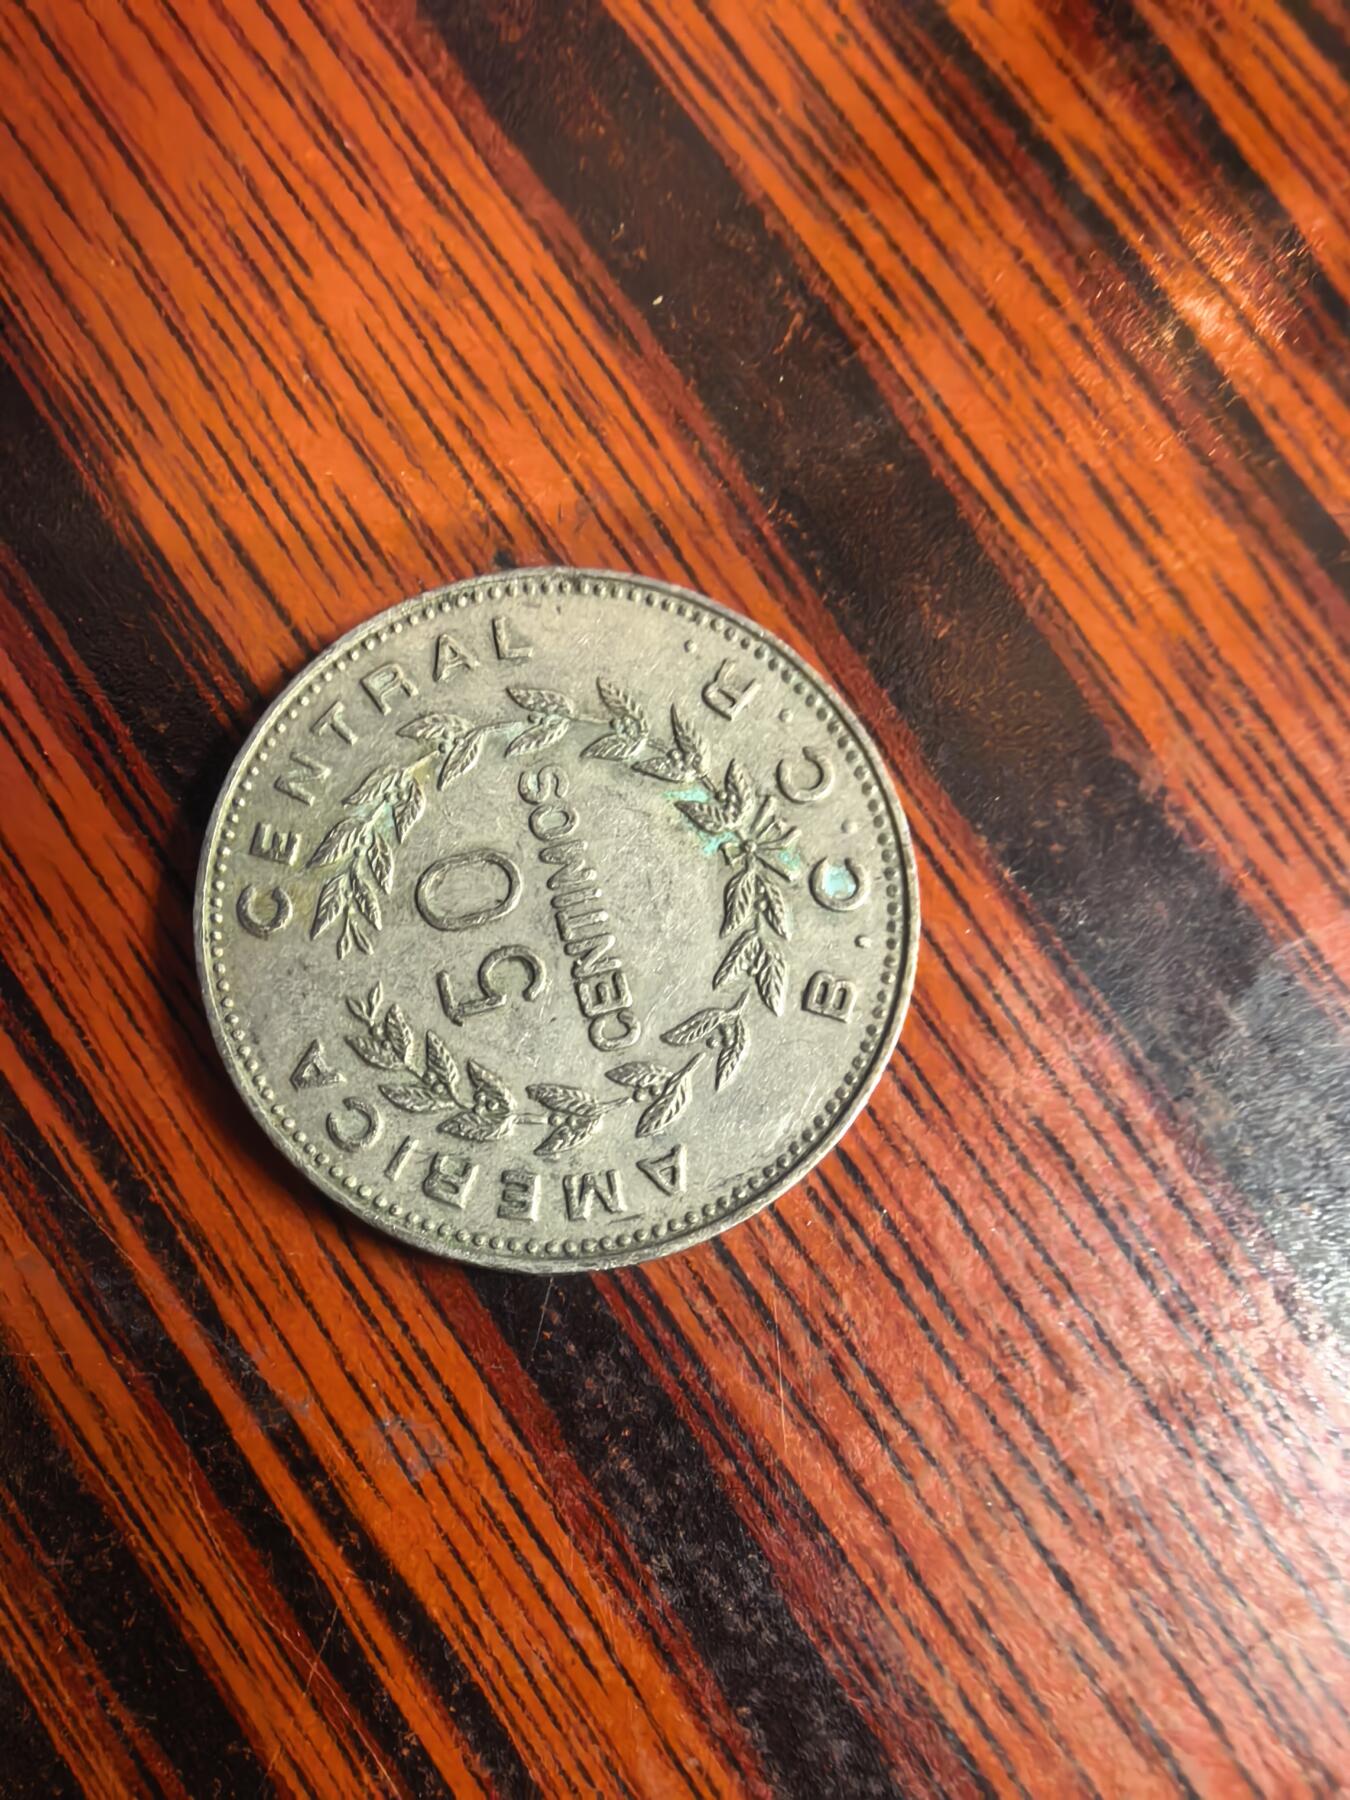 AMERICA CENTRAL
50
CENTIMOS
B.C.C.R.